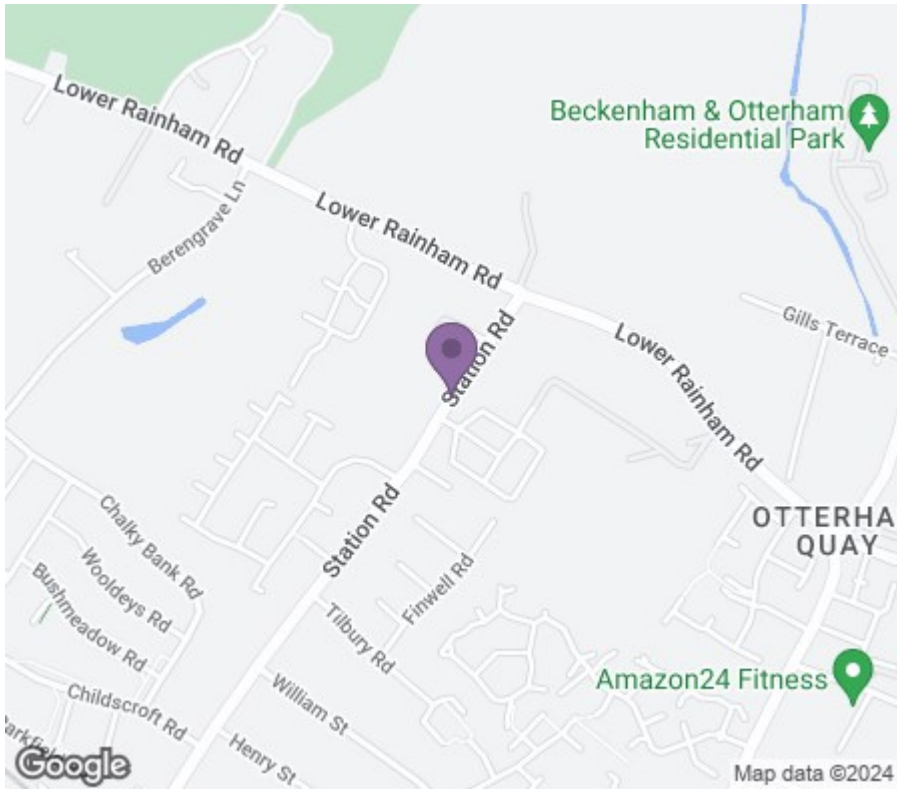 Lower Rainham Rd
Beckenham & Otterham
Residential Park
Berengrave Ln
Lower Rainham Rd
Gills Terrace
Station Rd
Lower Rainham Rd
Station Rd
Chalky Bank Rd
OTTERHA
QUAY
Wooldeys Rd
Bushmeadow Rd
Finwell Rd
Tilbury Rd
Amazon24 Fitness
William St
Childscroft Rd
Henry St
Google
Map data ©2024